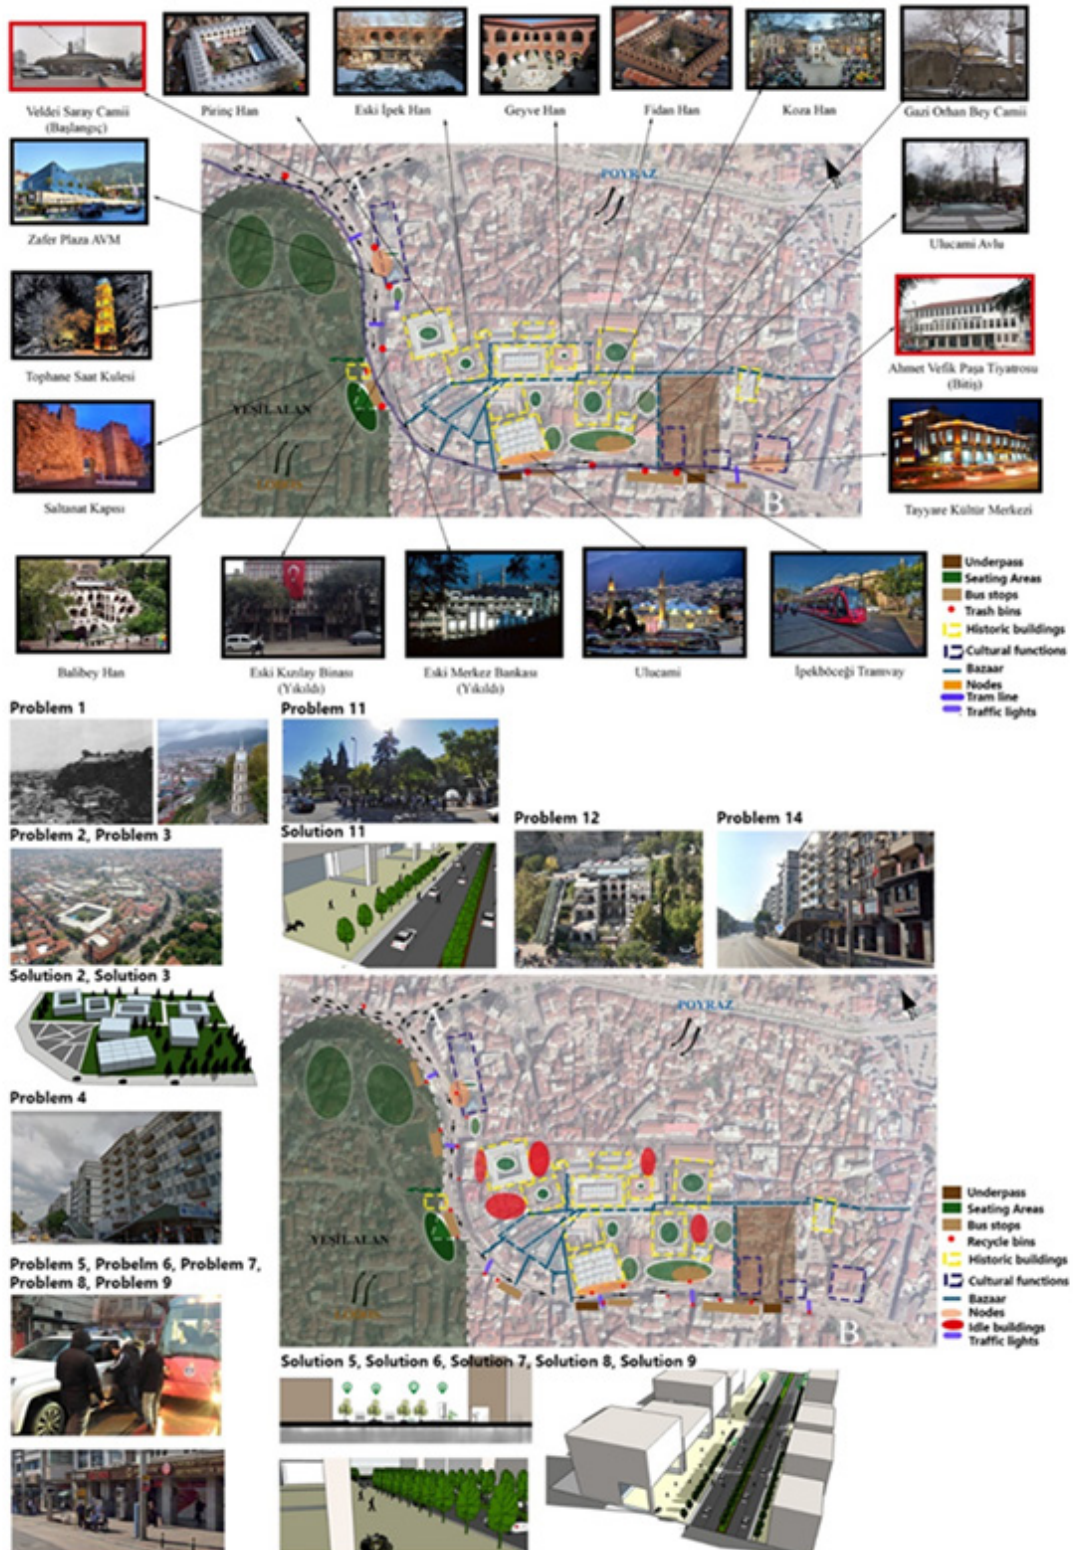 Veldei Saray Camii
(Başlangıç)
Pirinç Han
Eski İpek Han
Geyve Han
Fidan Han
Koza Han
Gazi Orhan Bey Camii
Zafer Plaza AVM
Ulucami Avlu
Tophane Saat Kulesi
Ahmet Vefik Paşa Tiyatrosu
(Bitiş)
Saltanat Kapısı
Tayyare Kültür Merkezi
POYRAZ
A
YEŞİL ALAN
LODOS
B
Balibey Han
Eski Kızılay Binası
(Yıkıldı)
Eski Merkez Bankası
(Yıkıldı)
Ulucami
İpekböceği Tramvay
Underpass
Seating Areas
Bus stops
Trash bins
Historic buildings
Cultural functions
Bazaar
Nodes
Tram line
Traffic lights
Problem 1
Problem 11
Problem 2, Problem 3
Solution 11
Problem 12
Problem 14
Solution 2, Solution 3
Problem 4
POYRAZ
A
YEŞİL ALAN
LODOS
B
Underpass
Seating Areas
Bus stops
Recycle bins
Historic buildings
Cultural functions
Bazaar
Nodes
Idle buildings
Traffic lights
Problem 5, Probelm 6, Problem 7,
Problem 8, Problem 9
Solution 5, Solution 6, Solution 7, Solution 8, Solution 9